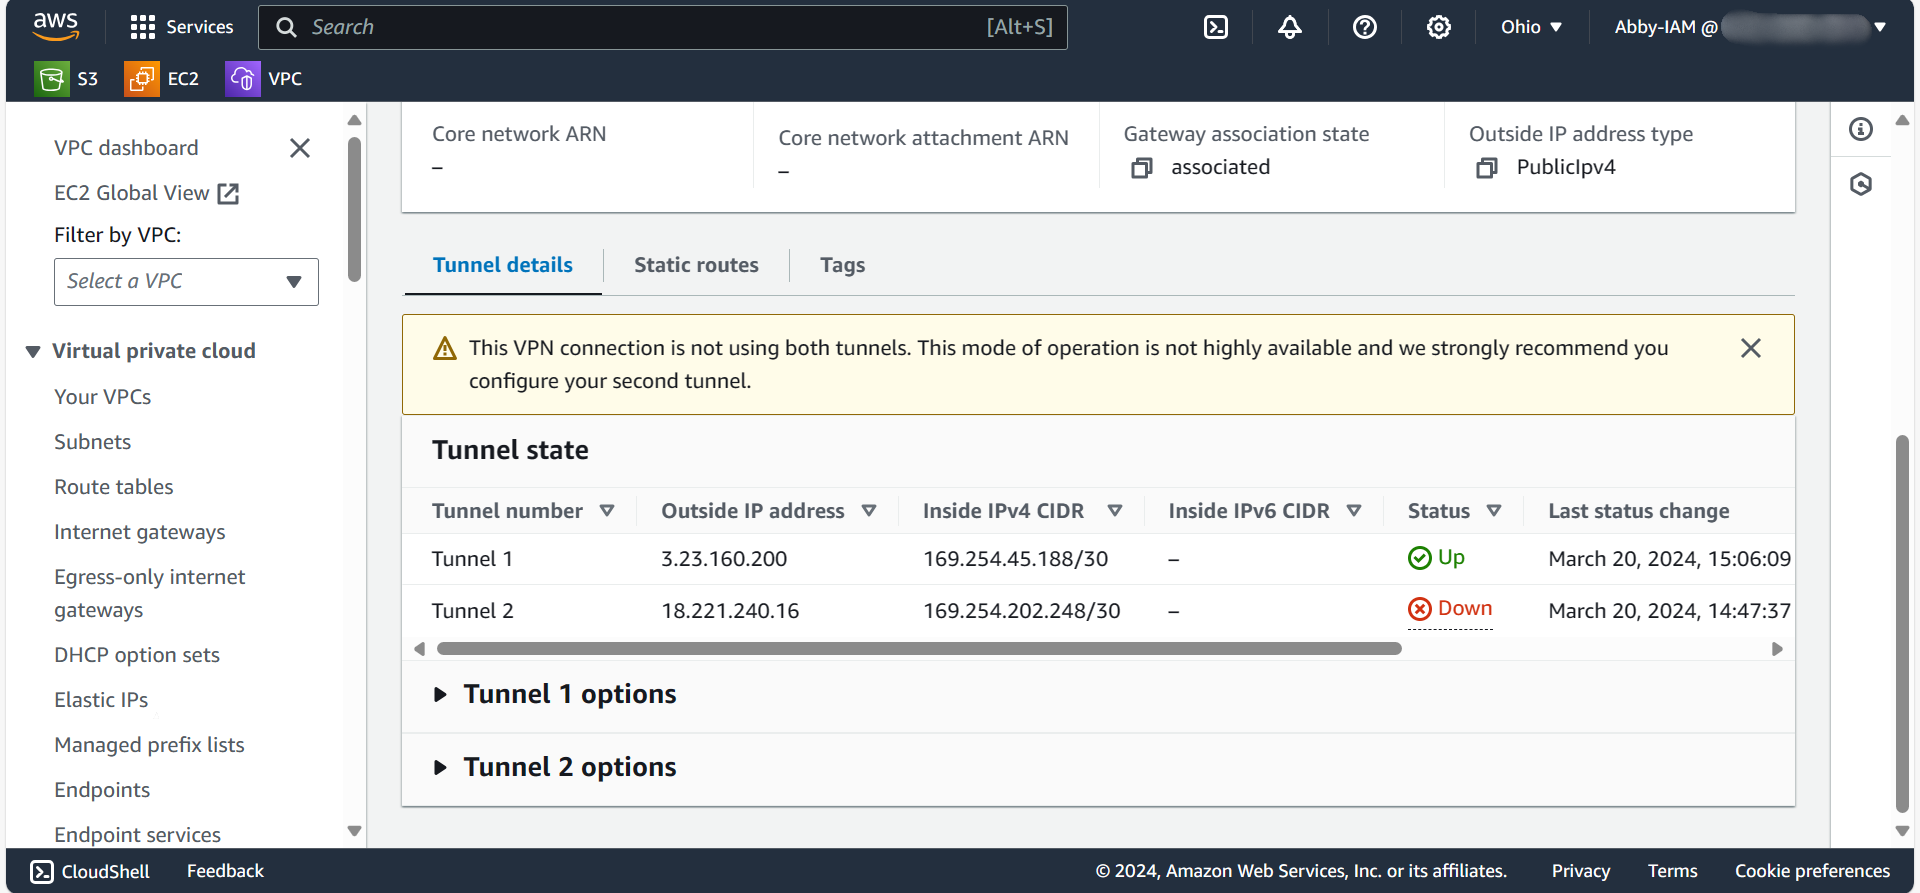 aws
Services
Search
[Alt+S]
Ohio
Abby-IAM @
S3
EC2
VPC
VPC dashboard
EC2 Global View
Filter by VPC:
Select a VPC
Virtual private cloud
Your VPCs
Subnets
Route tables
Internet gateways
Egress-only internet
gateways
DHCP option sets
Elastic IPs
Managed prefix lists
Endpoints
Endpoint services
Core network ARN
–
Core network attachment ARN
–
Gateway association state
associated
Outside IP address type
PublicIpv4
Tunnel details
Static routes
Tags
This VPN connection is not using both tunnels. This mode of operation is not highly available and we strongly recommend you
configure your second tunnel.
Tunnel state
Tunnel number Outside IP address Inside IPv4 CIDR Inside IPv6 CIDR Status Last status change
Tunnel 1 3.23.160.200 169.254.45.188/30 – Up March 20, 2024, 15:06:09
Tunnel 2 18.221.240.16 169.254.202.248/30 – Down March 20, 2024, 14:47:37
Tunnel 1 options
Tunnel 2 options
CloudShell
Feedback
© 2024, Amazon Web Services, Inc. or its affiliates.
Privacy
Terms
Cookie preferences